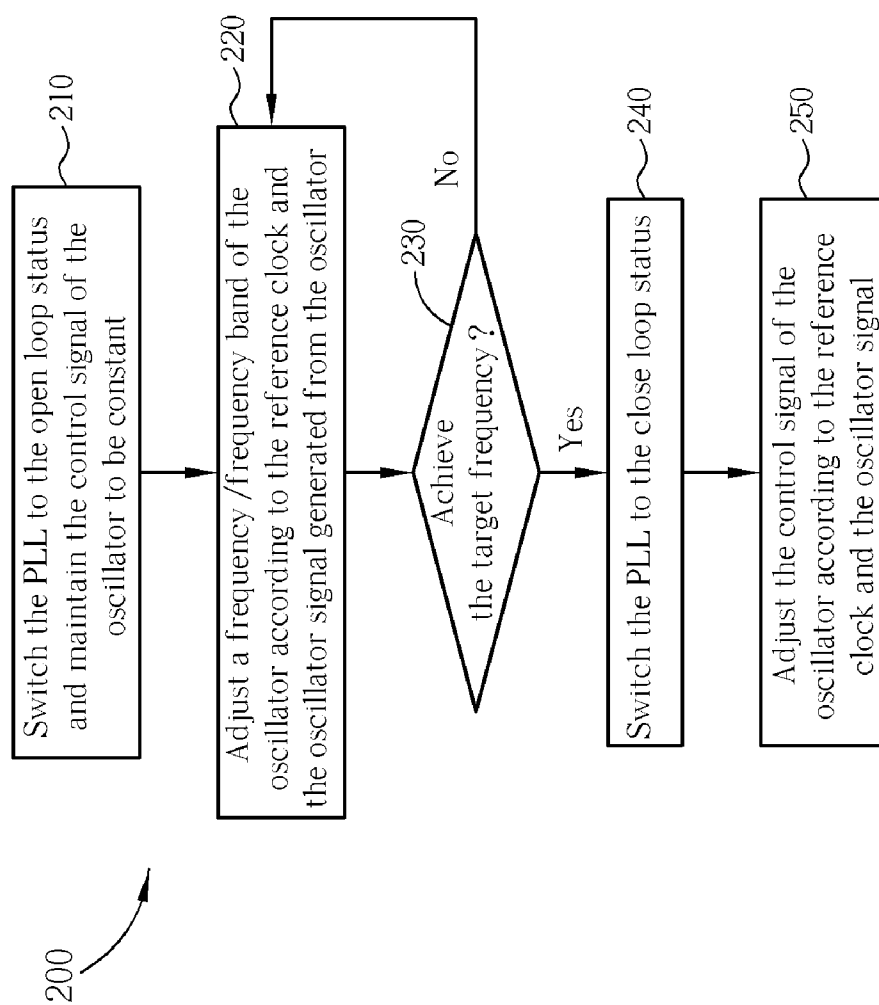 200
210
Switch the PLL to the open loop status
and maintain the control signal of the
oscillator to be constant
220
Adjust a frequency /frequency band of the
oscillator according to the reference clock and
the oscillator signal generated from the oscillator
230
Achieve
the target frequency?
No
Yes
240
Switch the PLL to the close loop status
250
Adjust the control signal of the
oscillator according to the reference
clock and the oscillator signal